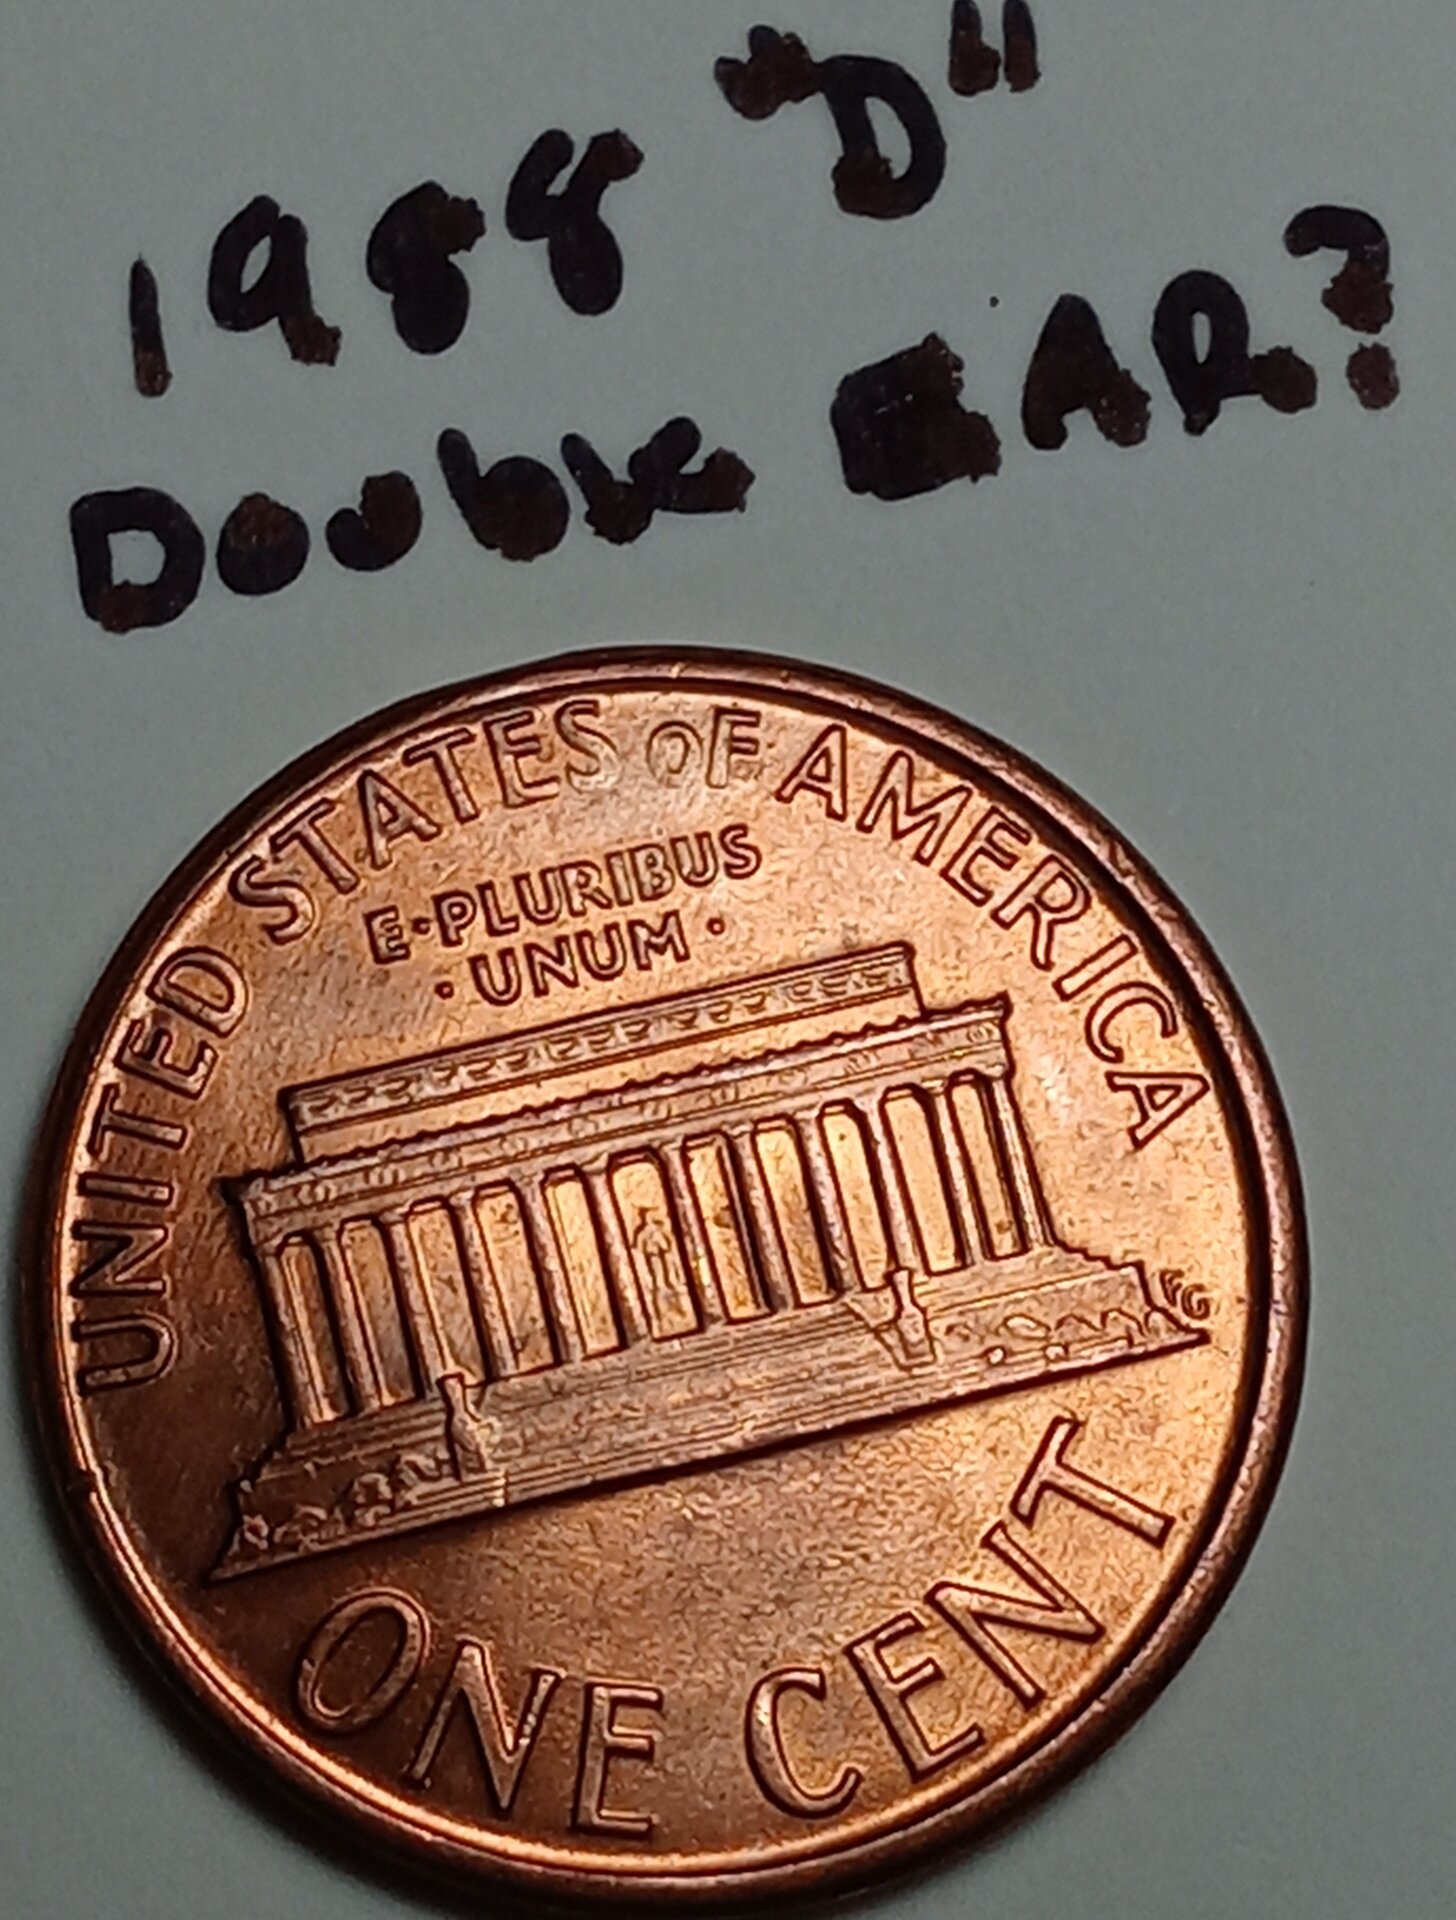 1988 "D"
Double EAR?
UNITED STATES OF AMERICA
E·PLURIBUS
·UNUM·
FG
ONE CENT